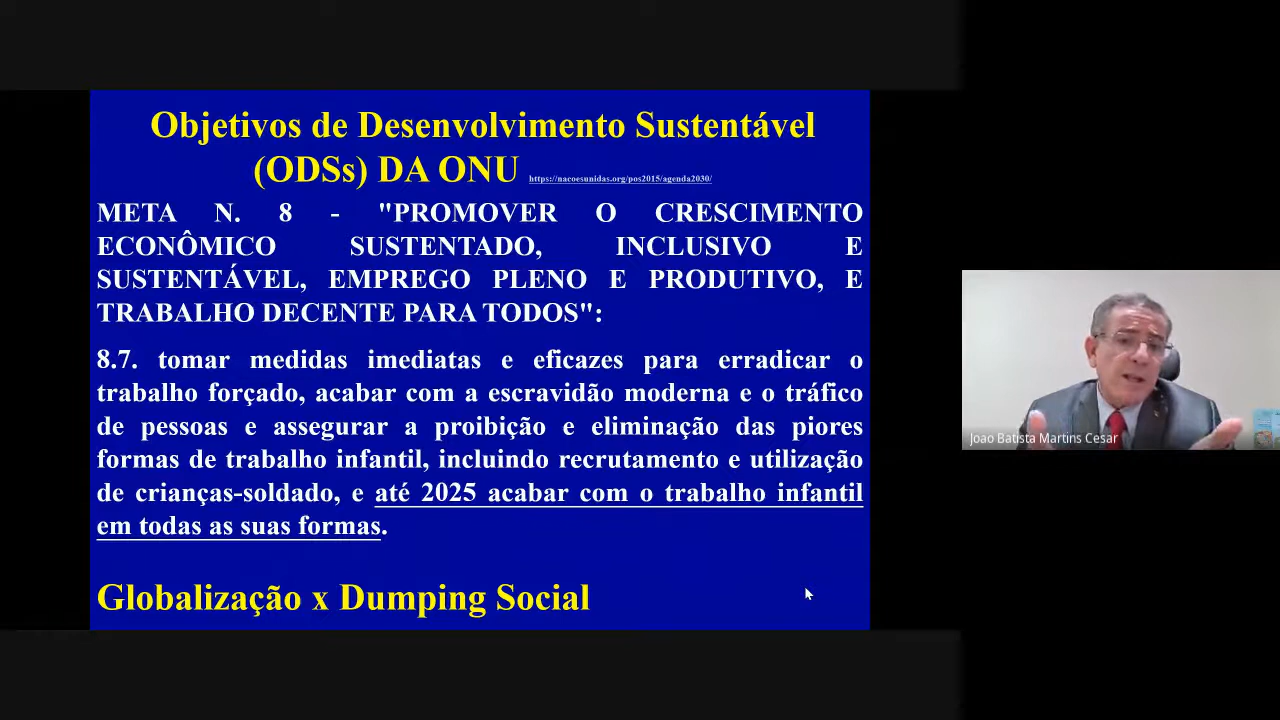 Objetivos de Desenvolvimento Sustentável
(ODSs) DA ONU https://nacoesunidas.org/pos2015/agenda2030/
META N. 8 - "PROMOVER O CRESCIMENTO
ECONÔMICO SUSTENTADO, INCLUSIVO E
SUSTENTÁVEL, EMPREGO PLENO E PRODUTIVO, E
TRABALHO DECENTE PARA TODOS":
8.7. tomar medidas imediatas e eficazes para erradicar o
trabalho forçado, acabar com a escravidão moderna e o tráfico
de pessoas e assegurar a proibição e eliminação das piores
formas de trabalho infantil, incluindo recrutamento e utilização
de crianças-soldado, e até 2025 acabar com o trabalho infantil
em todas as suas formas.
Globalização x Dumping Social
Joao Batista Martins Cesar